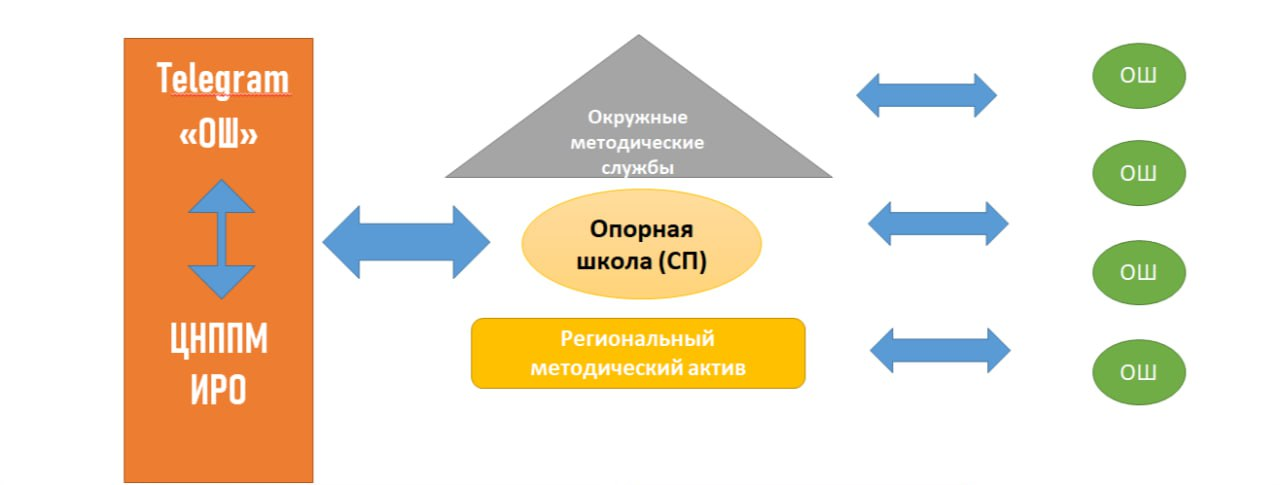 Telegram
«ОШ»
ЦНППМ
ИРО
Окружные
методические
службы
Опорная
школа (СП)
Региональный
методический актив
ОШ
ОШ
ОШ
ОШ